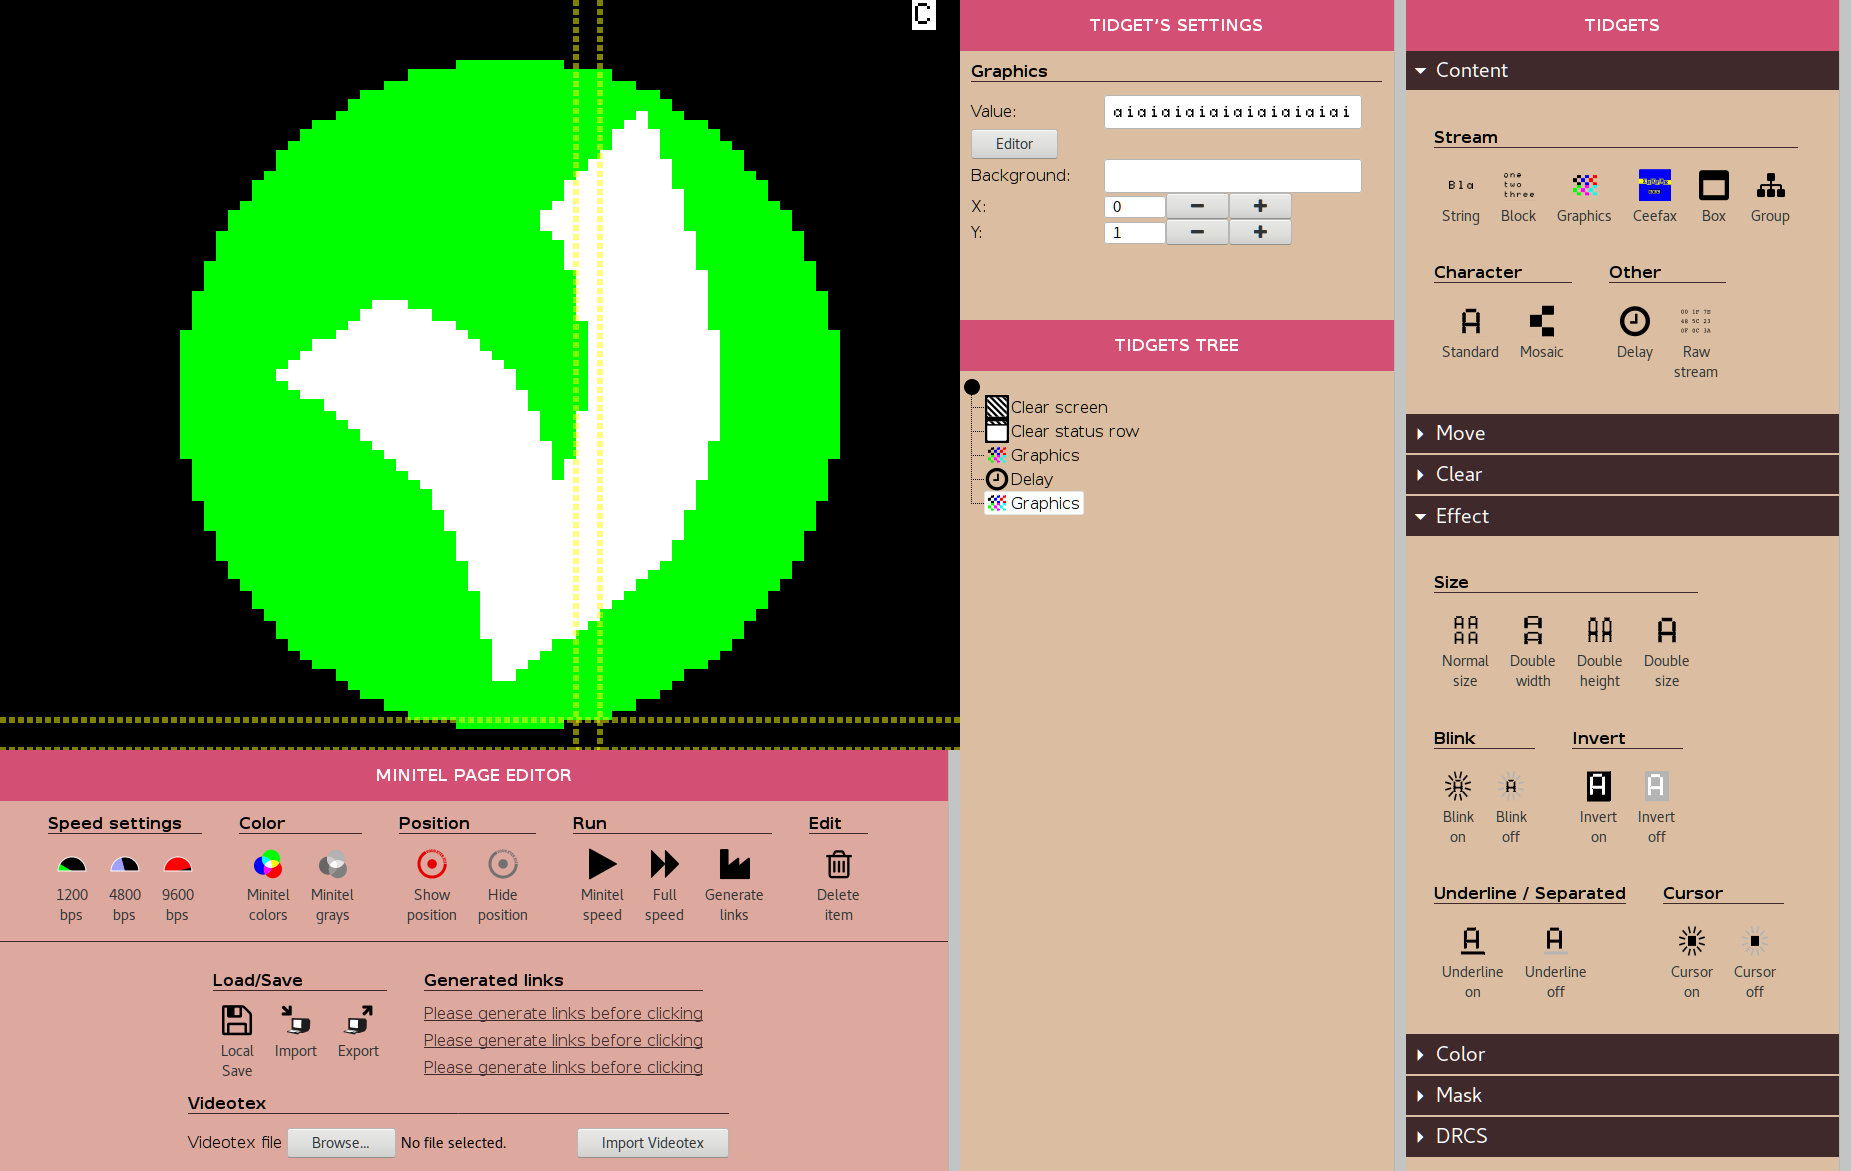 C
TIDGET'S SETTINGS
Graphics
Value: aiaiaiaiaiaiaiaiaiai
Editor
Background:
X: 0 − +
Y: 1 − +
TIDGETS TREE
Clear screen
Clear status row
Graphics
Delay
Graphics
TIDGETS
Content
Stream
Bla one two three
String Block Graphics Ceefax Box Group
Character Other
Standard Mosaic Delay Raw stream
Move
Clear
Effect
Size
Normal size Double width Double height Double size
Blink Invert
Blink on Blink off Invert on Invert off
Underline / Separated Cursor
Underline on Underline off Cursor on Cursor off
Color
Mask
DRCS
MINITEL PAGE EDITOR
Speed settings Color Position Run Edit
1200 bps 4800 bps 9600 bps Minitel colors Minitel grays Show position Hide position Minitel speed Full speed Generate links Delete item
Load/Save Generated links
Local Save Import Export
Please generate links before clicking
Please generate links before clicking
Please generate links before clicking
Videotex
Videotex file Browse... No file selected. Import Videotex